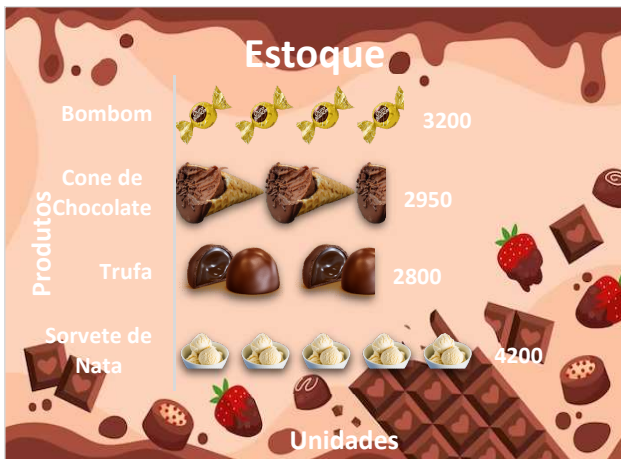 Estoque
Produtos
Bombom
3200
Cone de
Chocolate
2950
Trufa
2800
Sorvete de
Nata
4200
Unidades